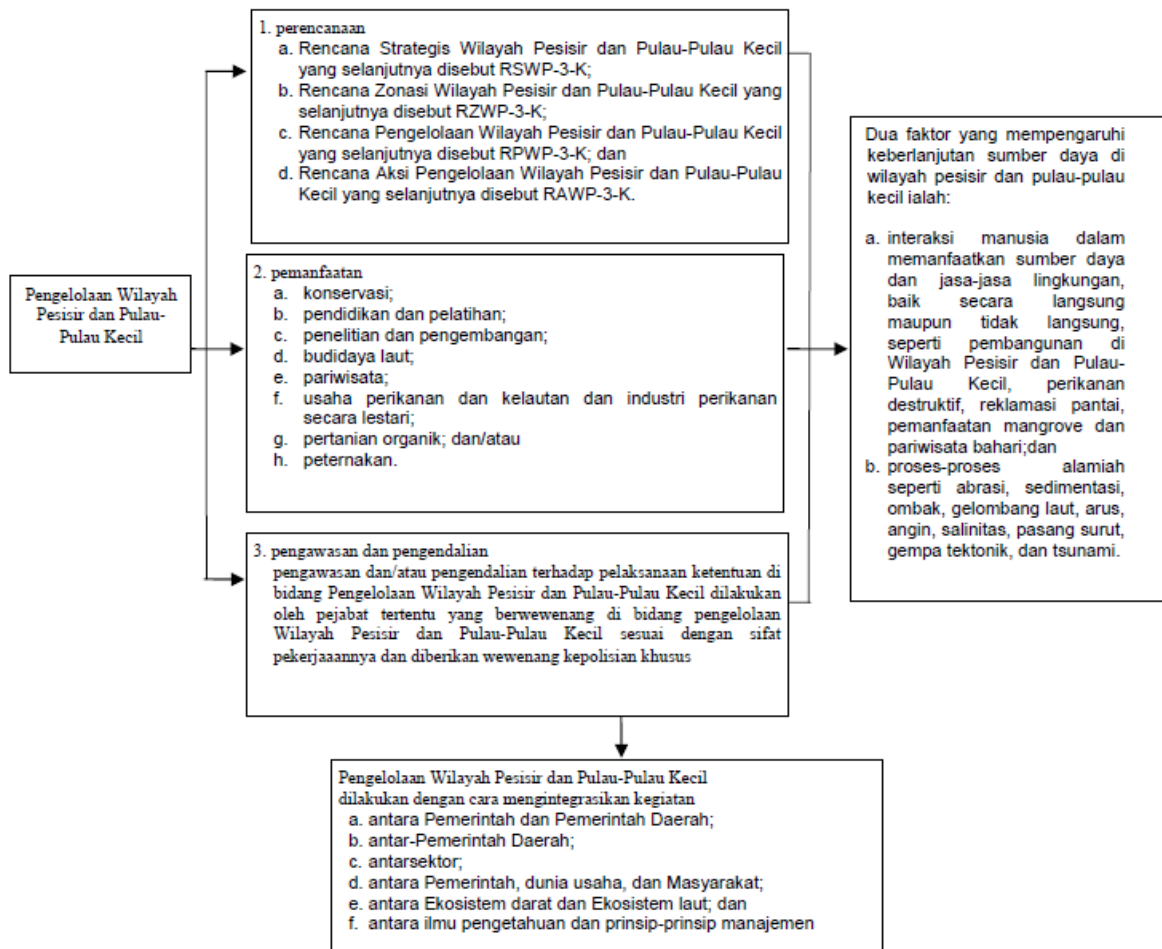 1. perencanaan
a. Rencana Strategis Wilayah Pesisir dan Pulau-Pulau Kecil
yang selanjutnya disebut RSWP-3-K;
b. Rencana Zonasi Wilayah Pesisir dan Pulau-Pulau Kecil yang
selanjutnya disebut RZWP-3-K;
c. Rencana Pengelolaan Wilayah Pesisir dan Pulau-Pulau Kecil
yang selanjutnya disebut RPWP-3-K; dan
d. Rencana Aksi Pengelolaan Wilayah Pesisir dan Pulau-Pulau
Kecil yang selanjutnya disebut RAWP-3-K.
Pengelolaan Wilayah
Pesisir dan Pulau-
Pulau Kecil
2. pemanfaatan
a. konservasi;
b. pendidikan dan pelatihan;
c. penelitian dan pengembangan;
d. budidaya laut;
e. pariwisata;
f. usaha perikanan dan kelautan dan industri perikanan
secara lestari;
g. pertanian organik; dan/atau
h. peternakan.
3. pengawasan dan pengendalian
pengawasan dan/atau pengendalian terhadap pelaksanaan ketentuan di
bidang Pengelolaan Wilayah Pesisir dan Pulau-Pulau Kecil dilakukan
oleh pejabat tertentu yang berwewenang di bidang pengelolaan
Wilayah Pesisir dan Pulau-Pulau Kecil sesuai dengan sifat
pekerjaaannya dan diberikan wewenang kepolisian khusus
Dua faktor yang mempengaruhi
keberlanjutan sumber daya di
wilayah pesisir dan pulau-pulau
kecil ialah:
a. interaksi manusia dalam
memanfaatkan sumber daya
dan jasa-jasa lingkungan,
baik secara langsung
maupun tidak langsung,
seperti pembangunan di
Wilayah Pesisir dan Pulau-
Pulau Kecil, perikanan
destruktif, reklamasi pantai,
pemanfaatan mangrove dan
pariwisata bahari;dan
b. proses-proses alamiah
seperti abrasi, sedimentasi,
ombak, gelombang laut, arus,
angin, salinitas, pasang surut,
gempa tektonik, dan tsunami.
Pengelolaan Wilayah Pesisir dan Pulau-Pulau Kecil
dilakukan dengan cara mengintegrasikan kegiatan
a. antara Pemerintah dan Pemerintah Daerah;
b. antar-Pemerintah Daerah;
c. antarsektor;
d. antara Pemerintah, dunia usaha, dan Masyarakat;
e. antara Ekosistem darat dan Ekosistem laut; dan
f. antara ilmu pengetahuan dan prinsip-prinsip manajemen